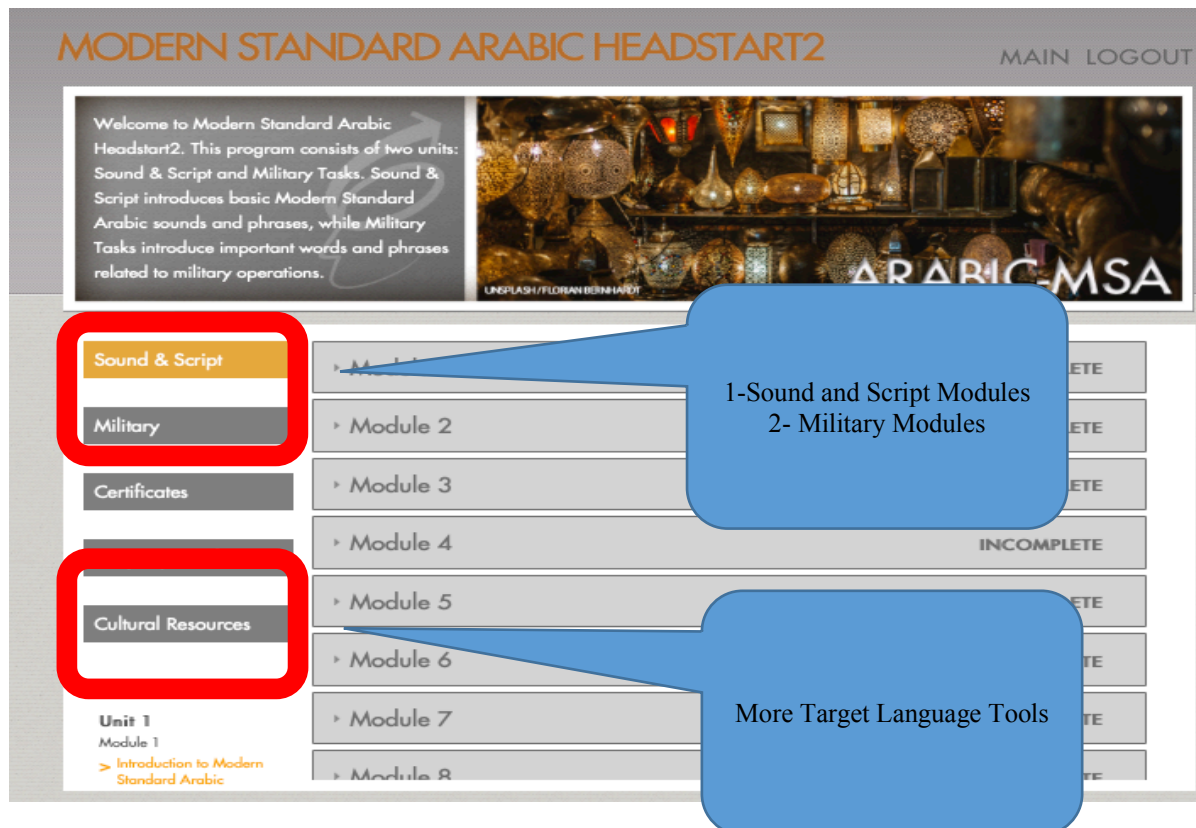 MODERN STANDARD ARABIC HEADSTART2
MAIN LOGOUT
Welcome to Modern Standard Arabic
Headstart2. This program consists of two units:
Sound & Script and Military Tasks. Sound &
Script introduces basic Modern Standard
Arabic sounds and phrases, while Military
Tasks introduce important words and phrases
related to military operations.
UNSPLASH/FLORIAN BERNHARDT
ARABIC-MSA
Sound & Script
Military
Certificates
Cultural Resources
Unit 1
Module 1
> Introduction to Modern
Standard Arabic
Module 2
Module 3
Module 4
INCOMPLETE
Module 5
Module 6
Module 7
Module 8
1-Sound and Script Modules
2- Military Modules
More Target Language Tools